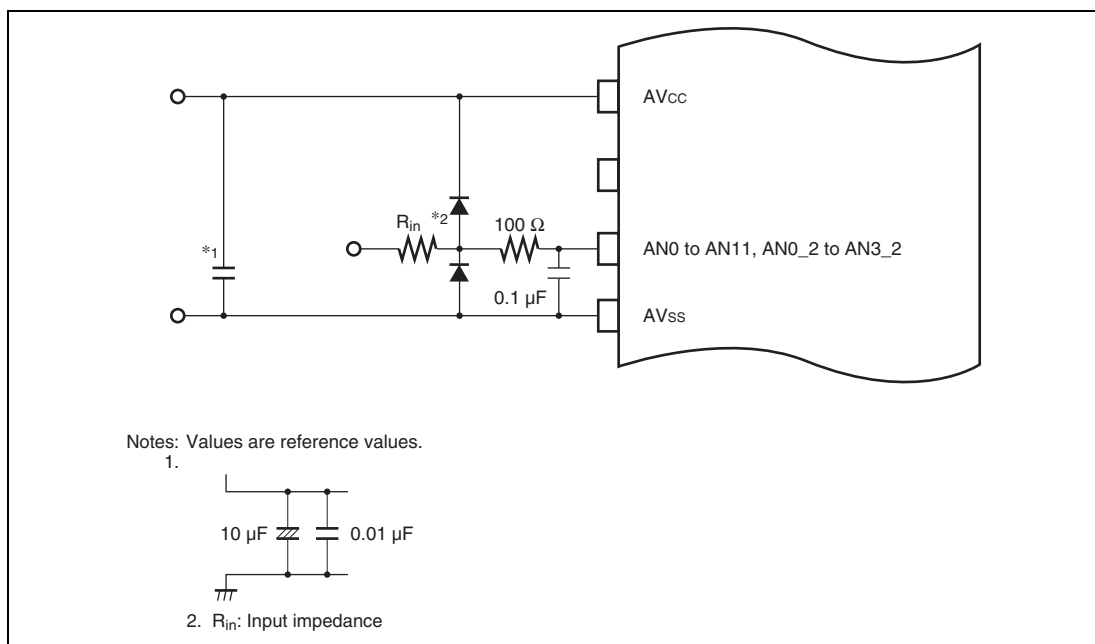 AVCC
*1
Rin
*2
100 Ω
AN0 to AN11, AN0_2 to AN3_2
0.1 µF
AVSS
Notes: Values are reference values.
1.
10 µF
0.01 µF
2. Rin: Input impedance